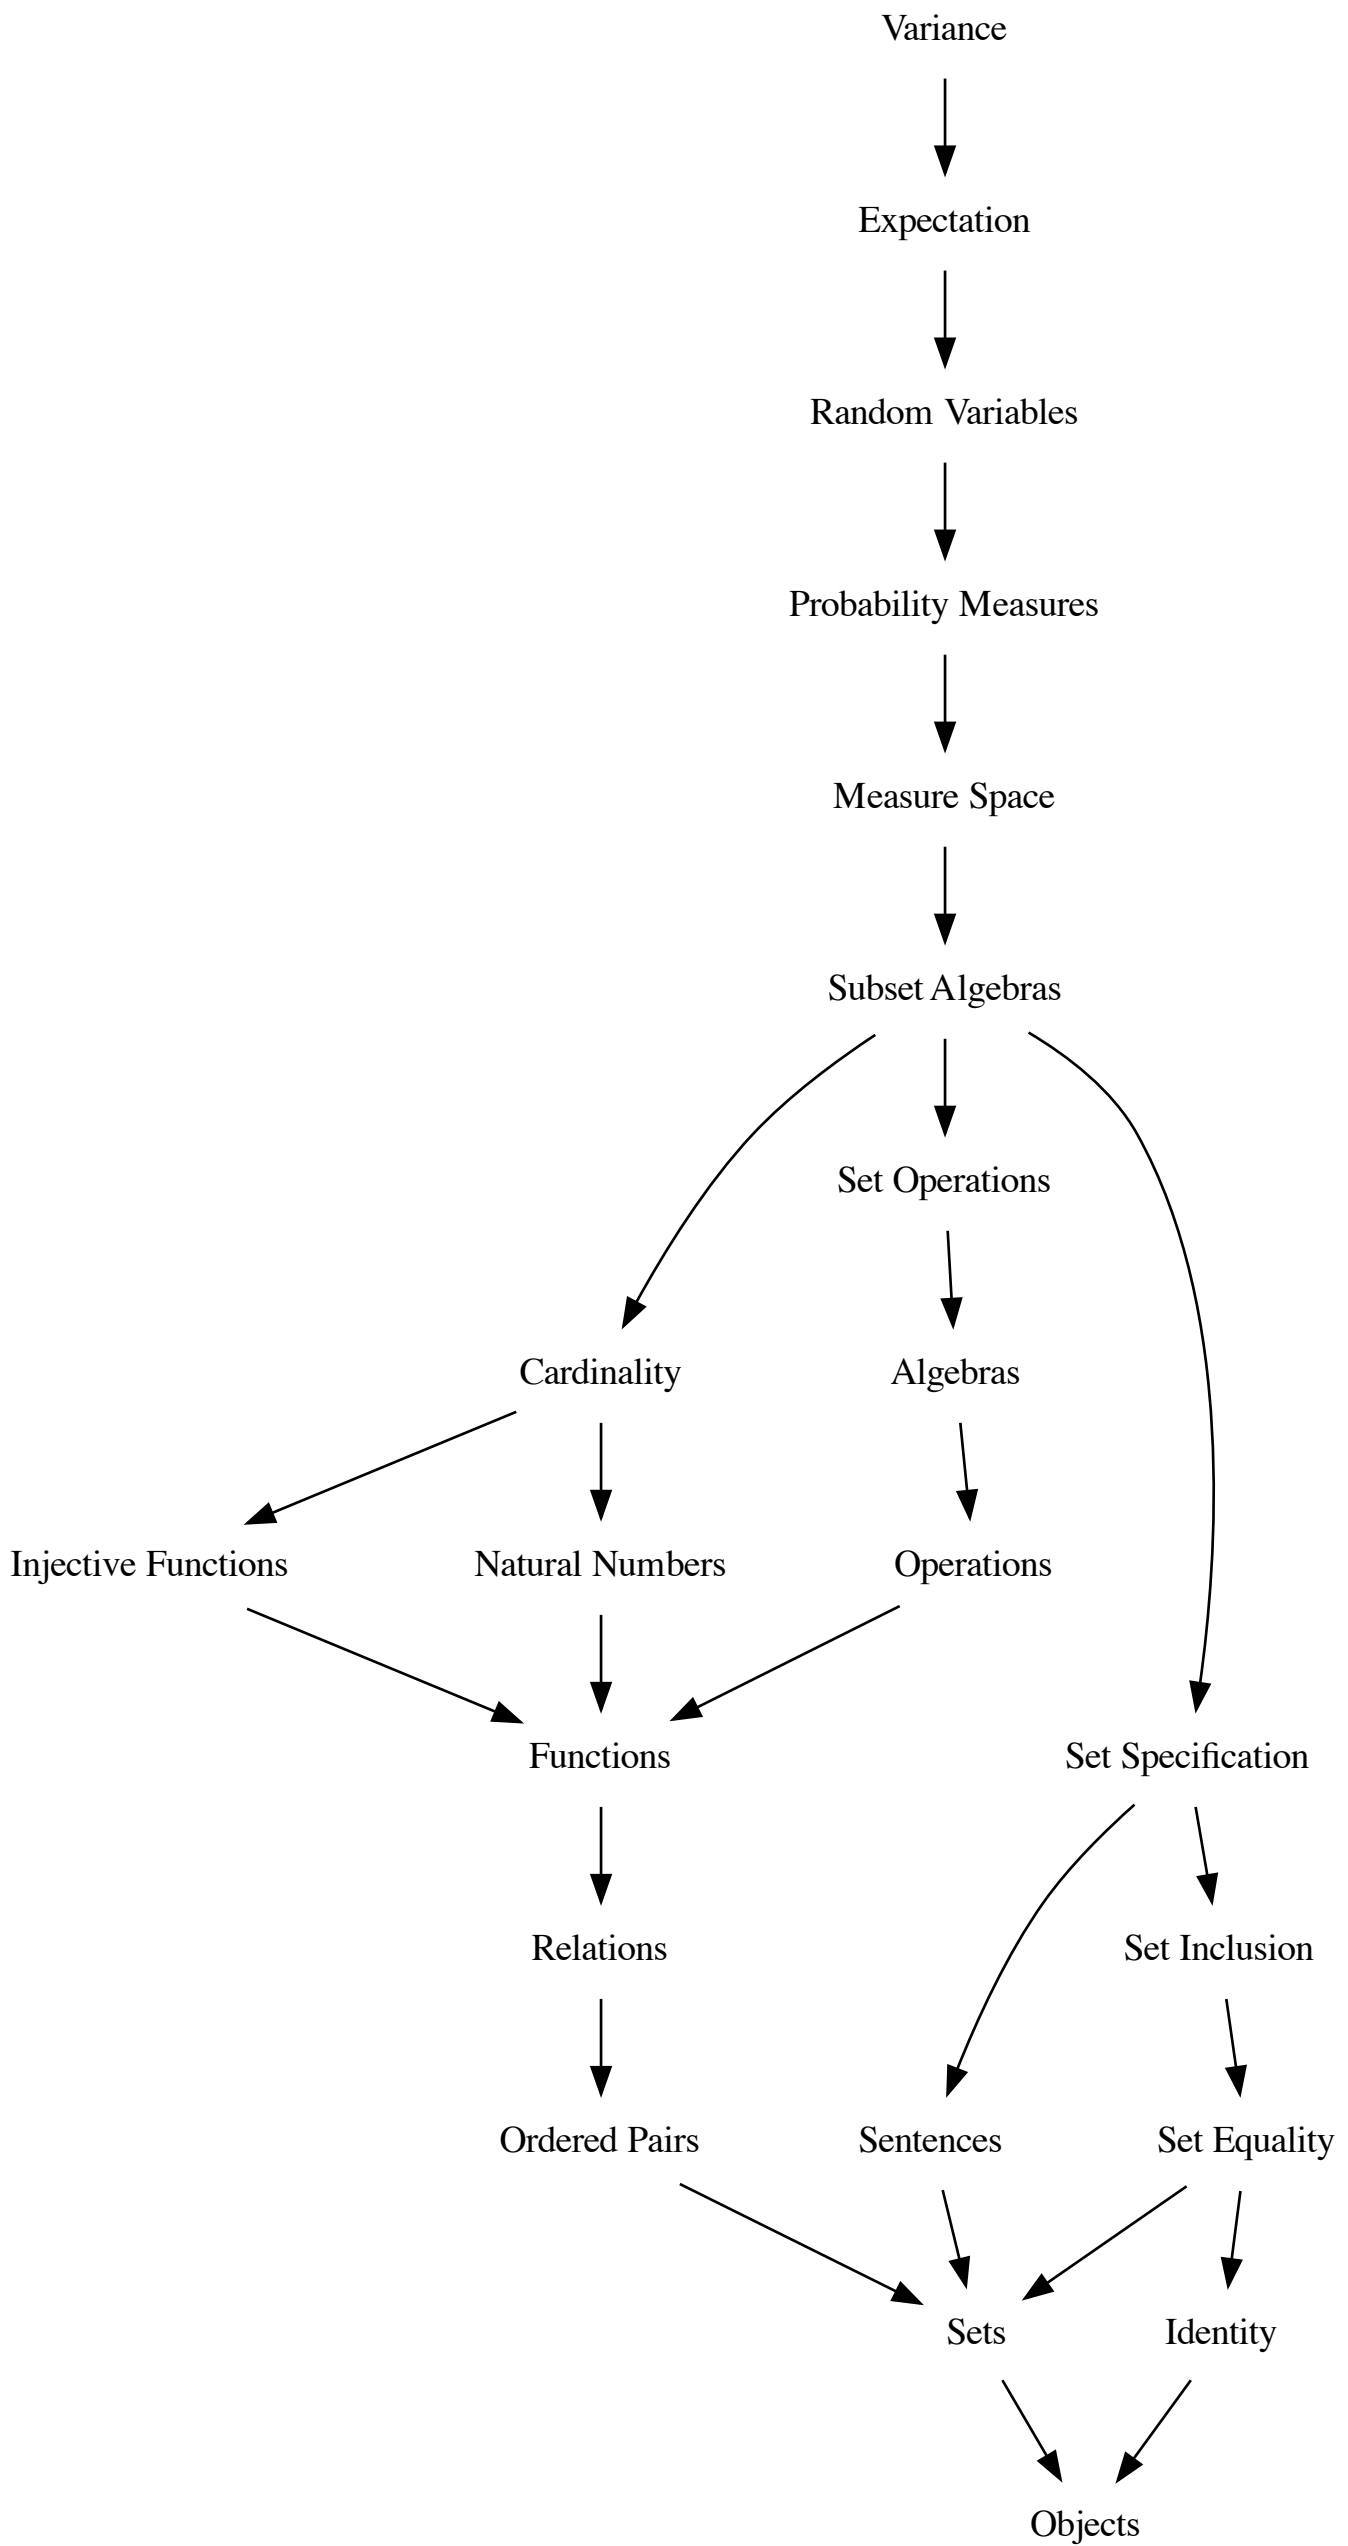 Variance
Expectation
Random Variables
Probability Measures
Measure Space
Subset Algebras
Set Operations
Cardinality
Algebras
Injective Functions
Natural Numbers
Operations
Functions
Set Specification
Relations
Set Inclusion
Ordered Pairs
Sentences
Set Equality
Sets
Identity
Objects